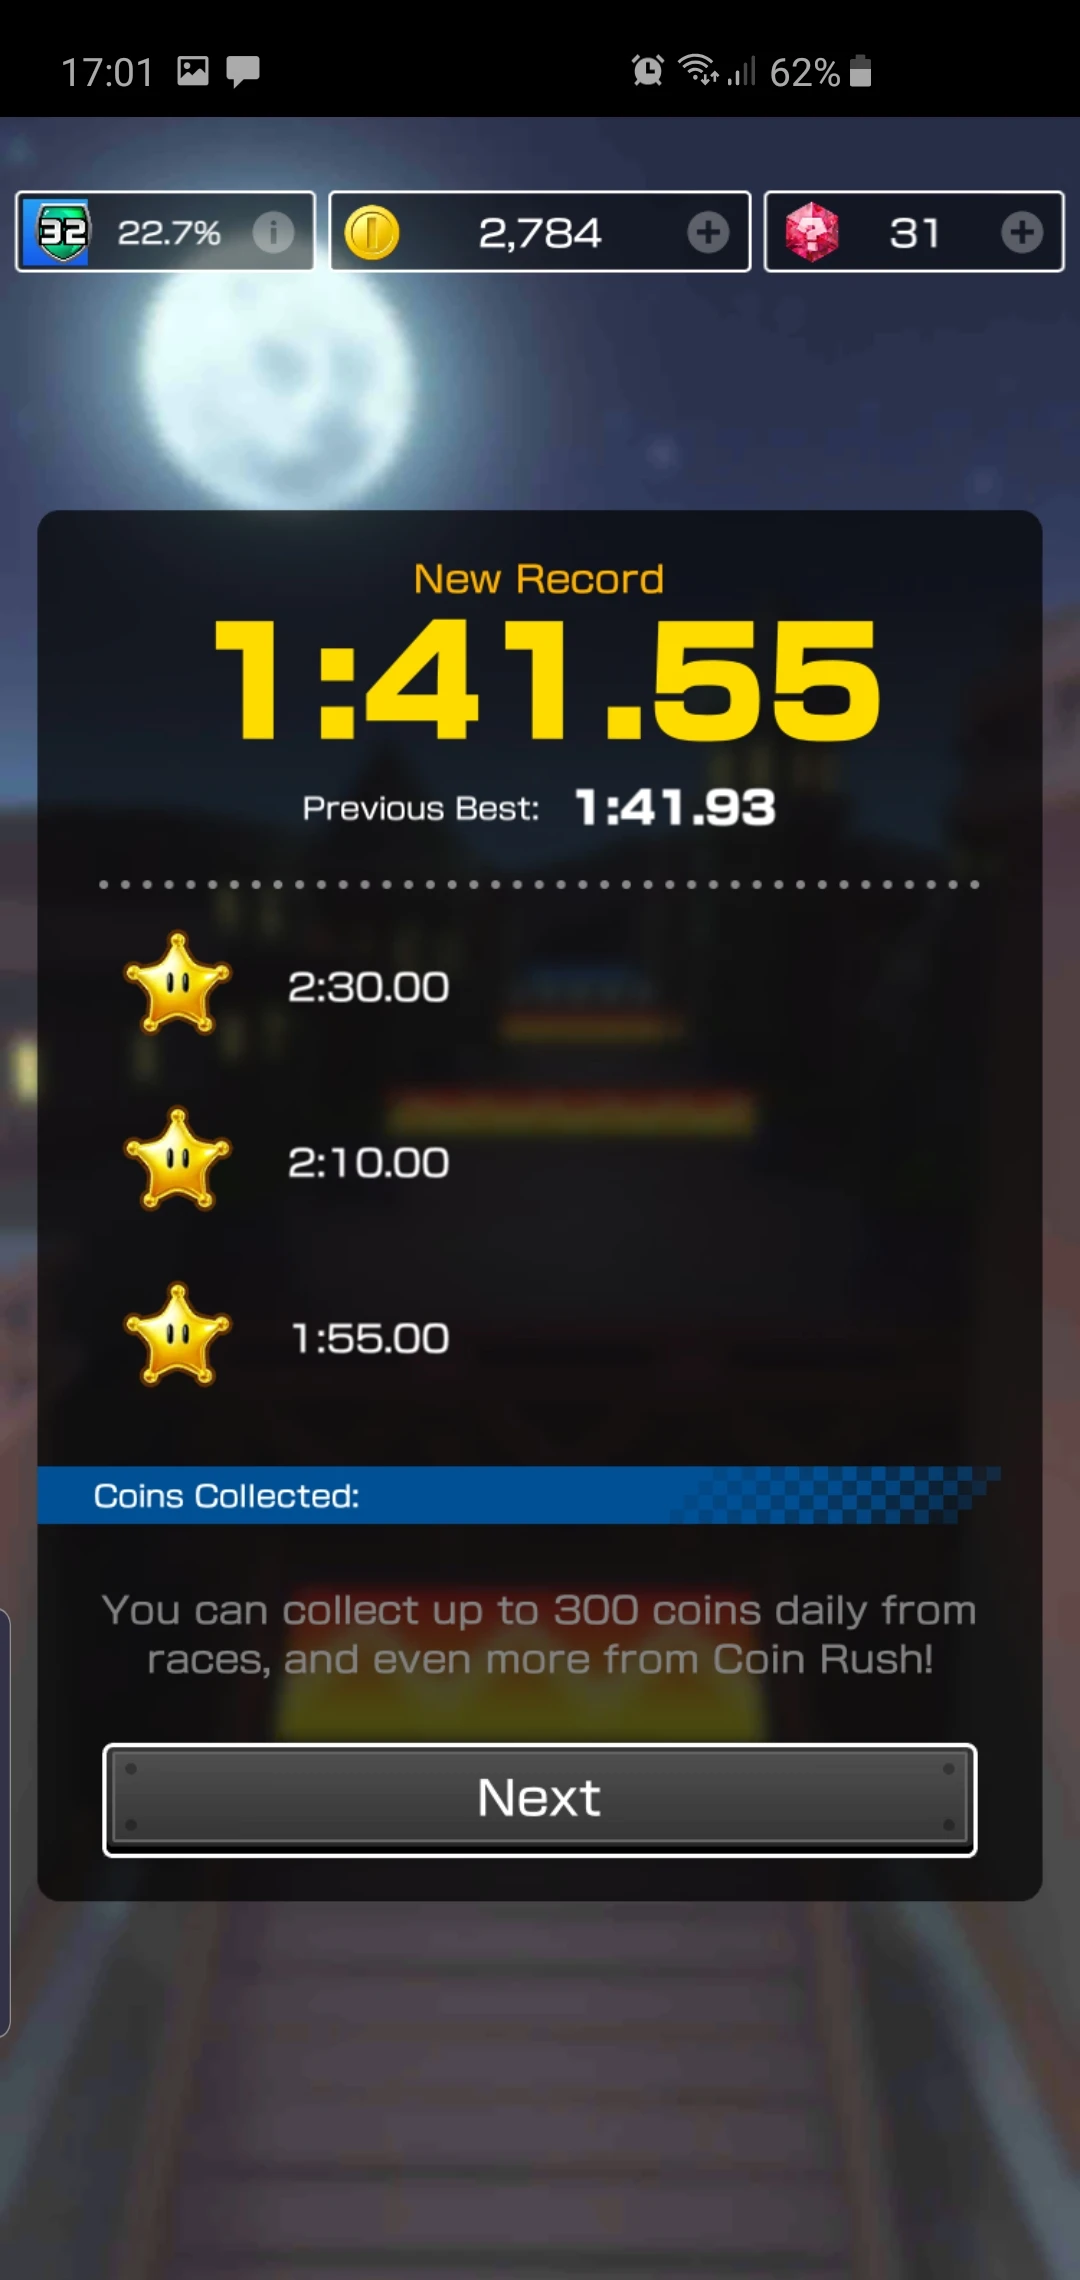 17:01 62%
32 22.7% i 2,784 + ? 31 +
New Record
1:41.55
Previous Best: 1:41.93
2:30.00
2:10.00
1:55.00
Coins Collected:
You can collect up to 300 coins daily from
races, and even more from Coin Rush!
Next